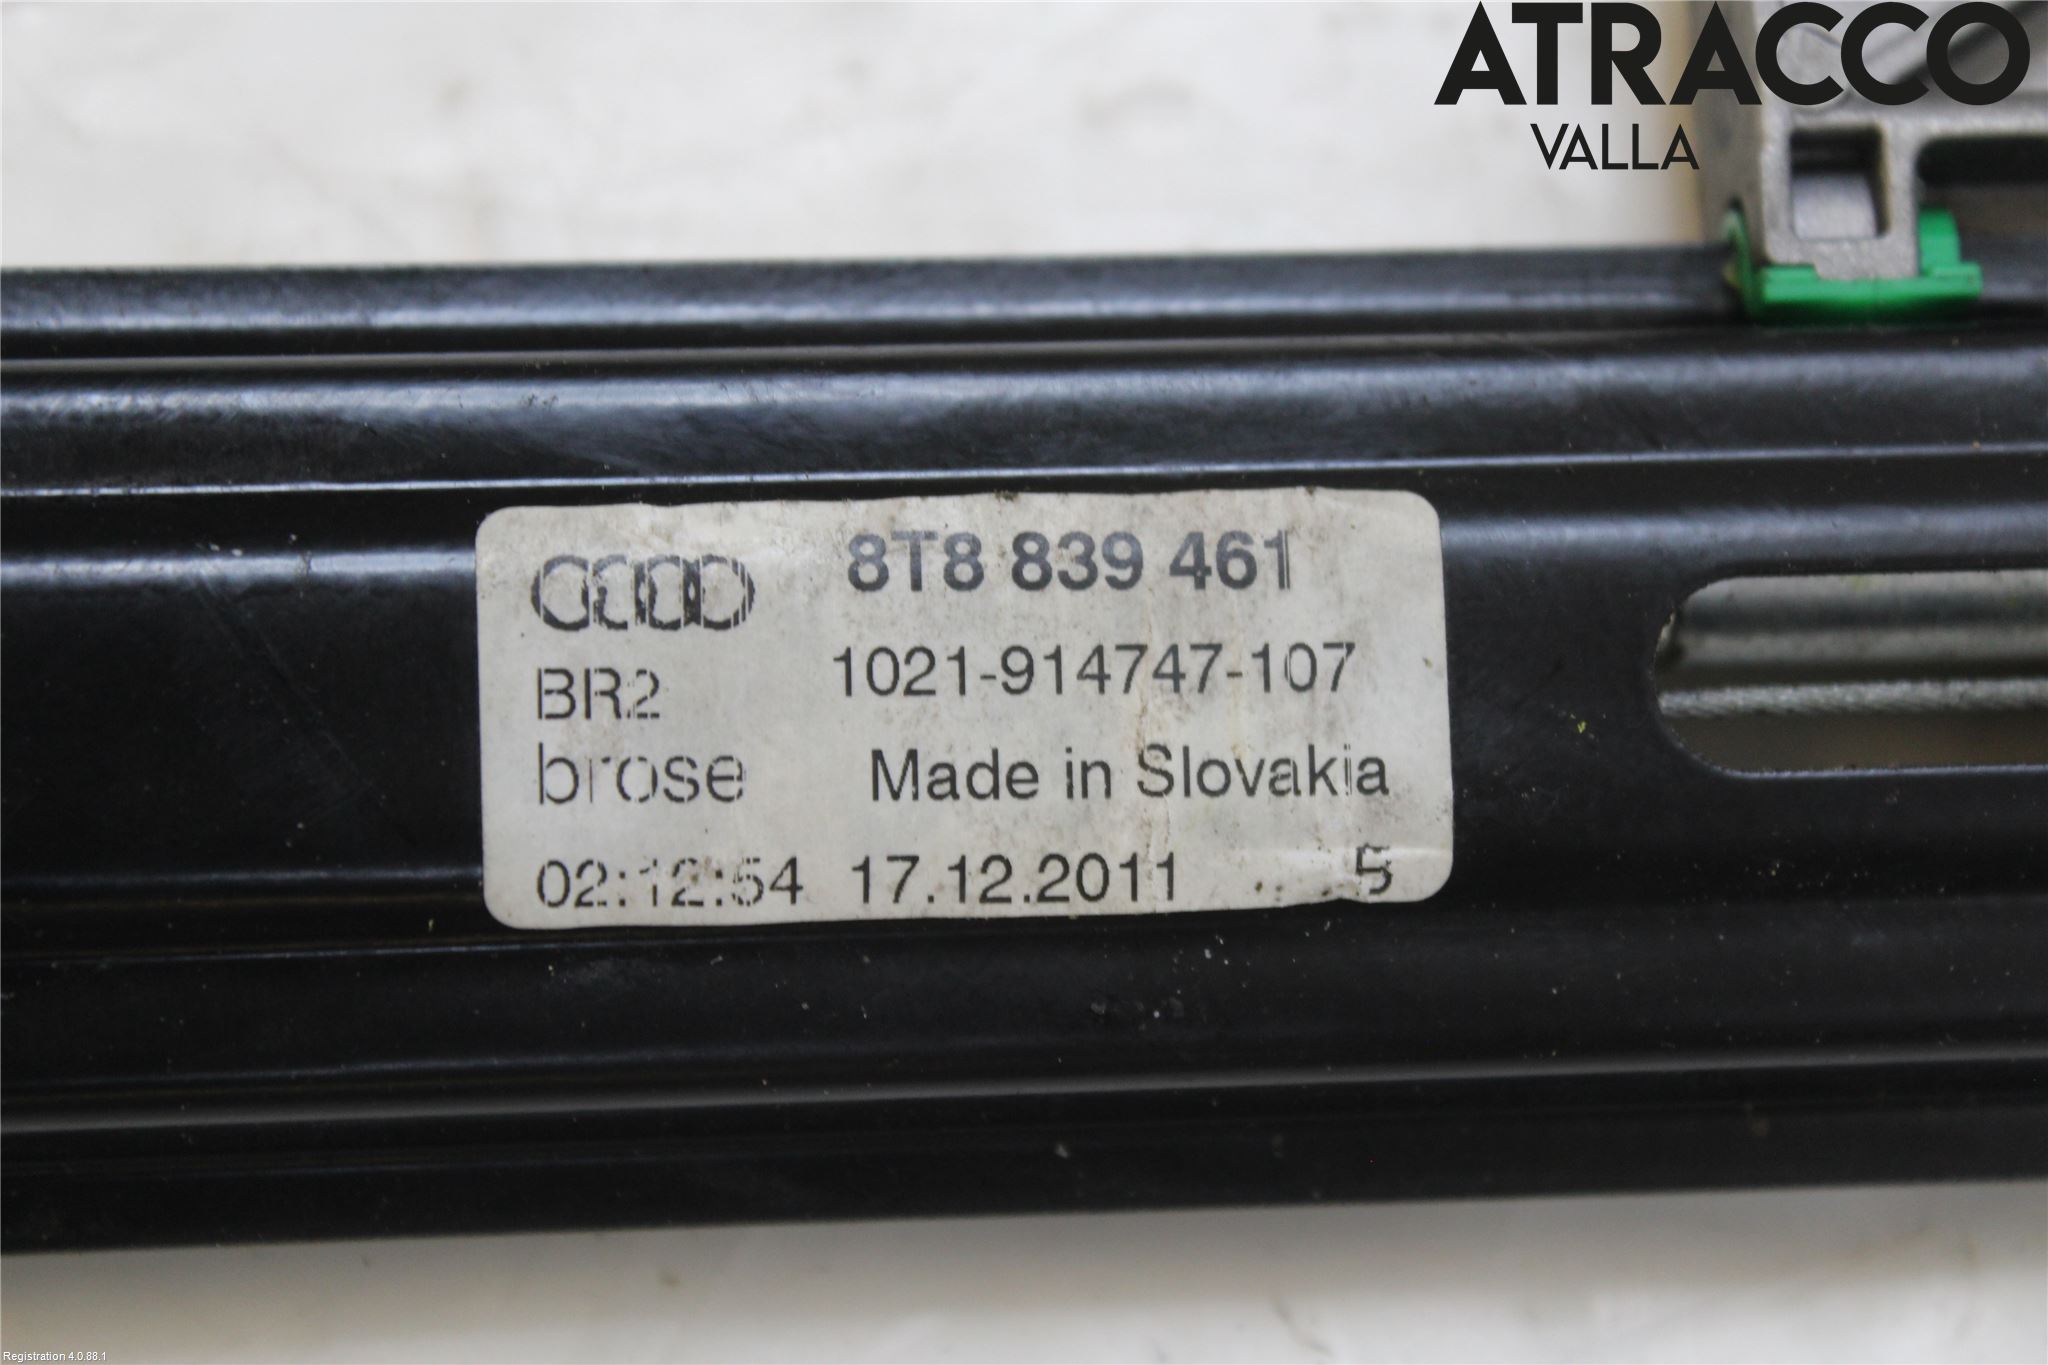 ATRACCO
VALLA
8T8 839 461
BR2 1021-914747-107
brose Made in Slovakia
02:12:54 17.12.2011 5
Registration 4.0.88.1